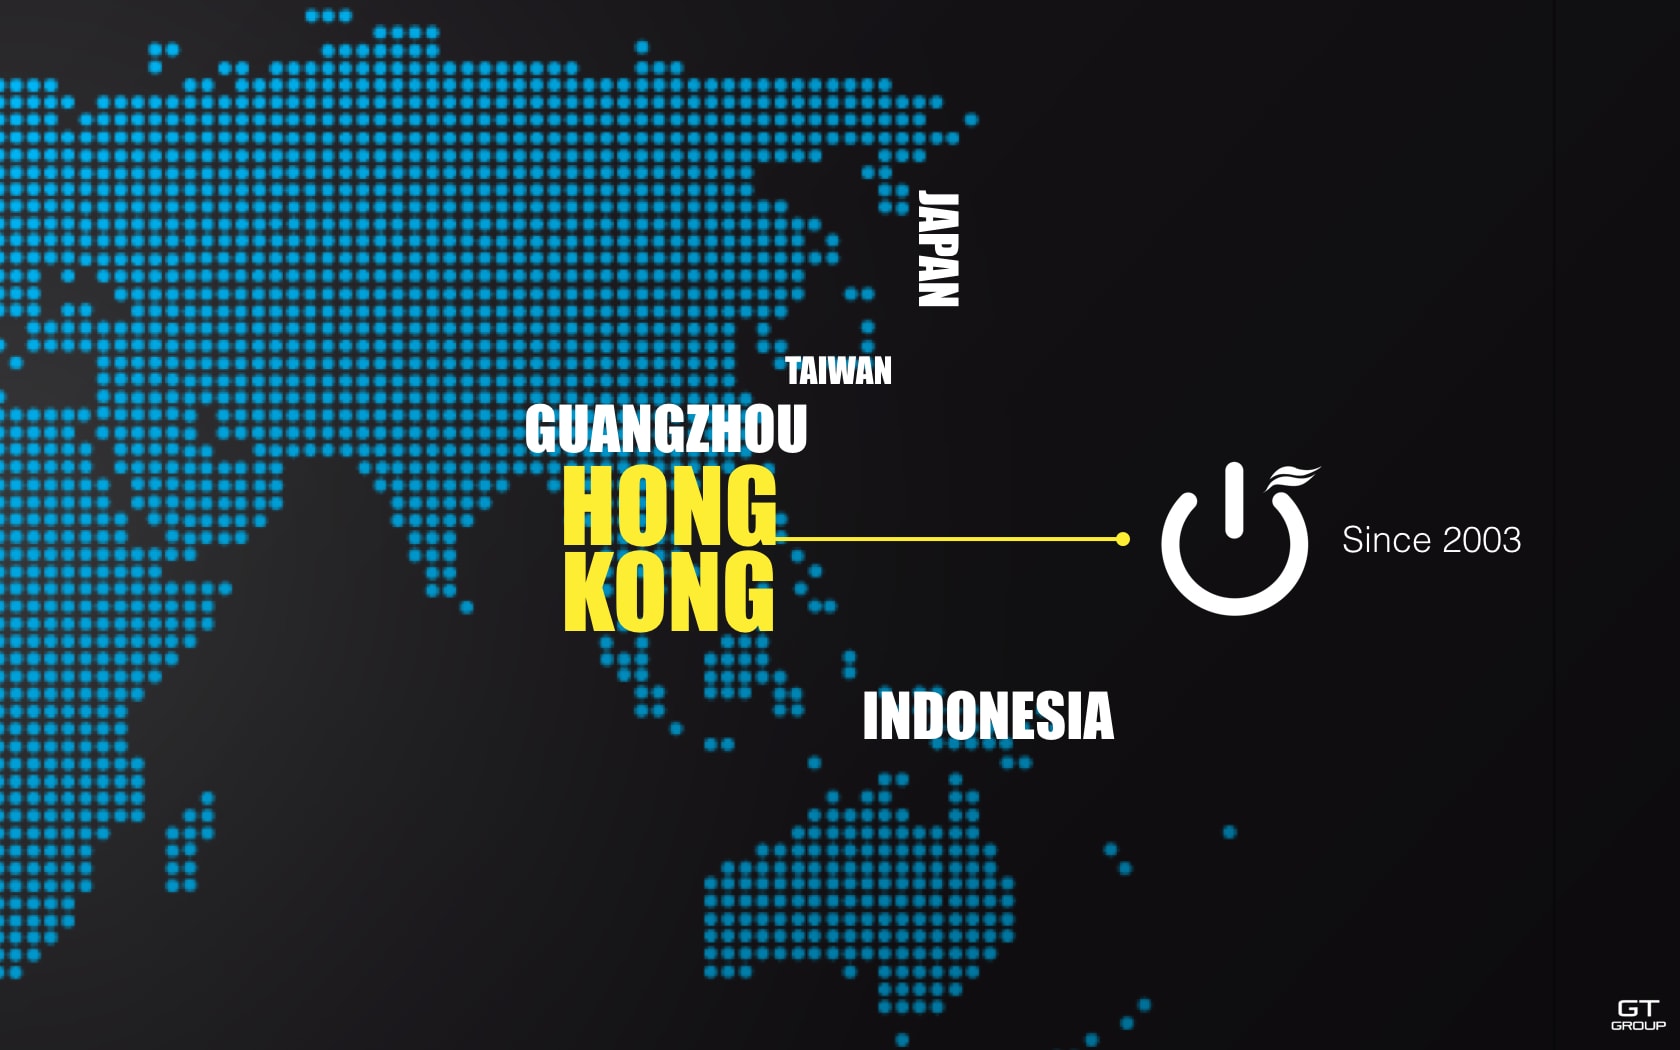 JAPAN
TAIWAN
GUANGZHOU
HONG
KONG
Since 2003
INDONESIA
GT
GROUP